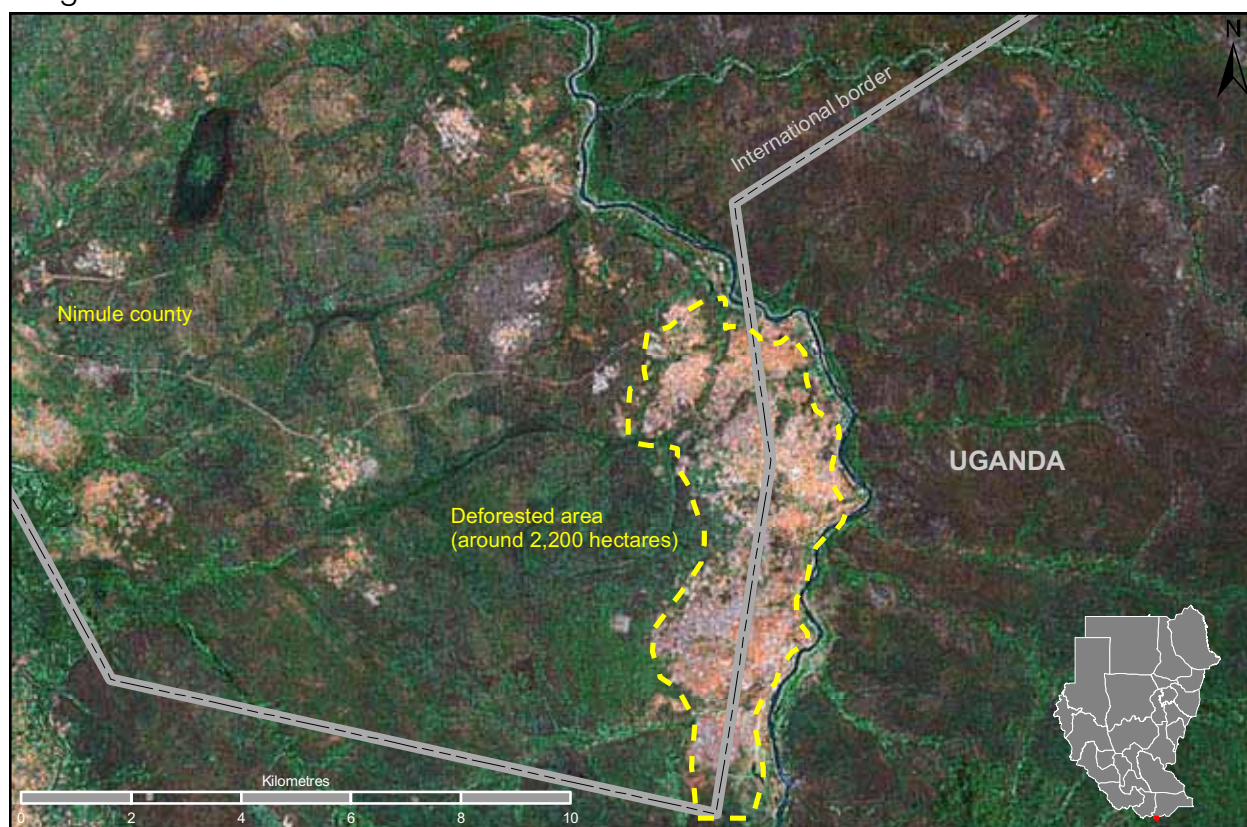 N
International border
Nimule county
UGANDA
Deforested area
(around 2,200 hectares)
Kilometres
0 2 4 6 8 10